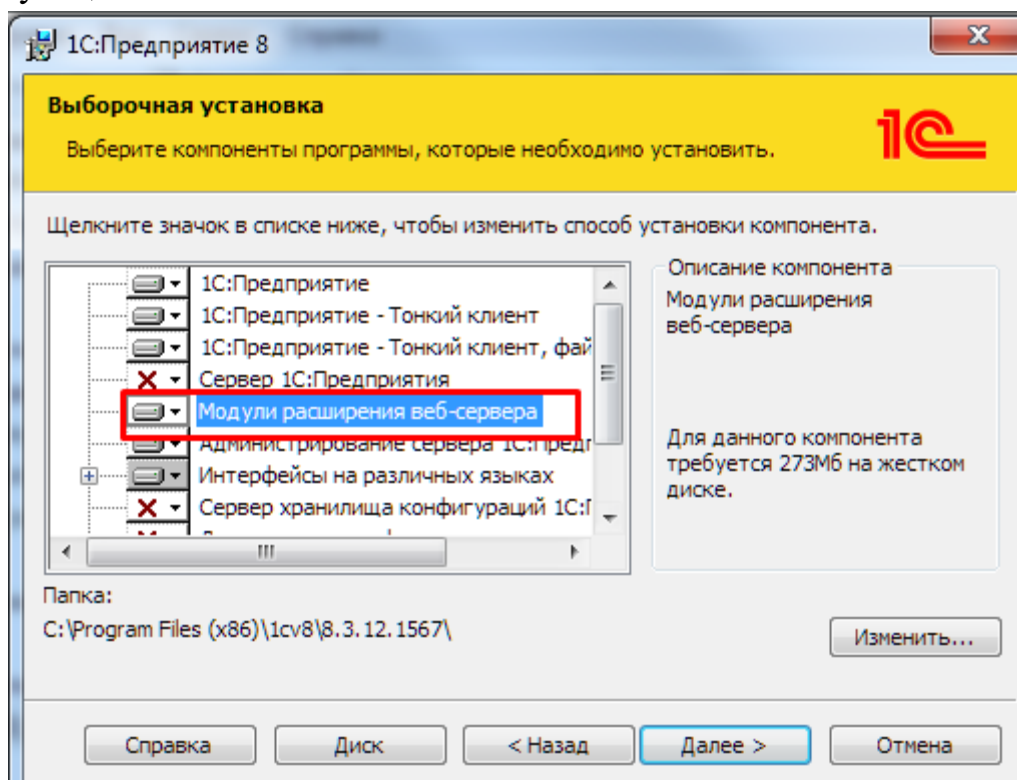 1С:Предприятие 8
Выборочная установка
Выберите компоненты программы, которые необходимо установить.
1С
Щелкните значок в списке ниже, чтобы изменить способ установки компонента.
1С:Предприятие
1С:Предприятие - Тонкий клиент
1С:Предприятие - Тонкий клиент, фай
Сервер 1С:Предприятия
Модули расширения веб-сервера
Администрирование сервера 1С:Предг
Интерфейсы на различных языках
Сервер хранилища конфигураций 1С:Г
Описание компонента
Модули расширения
веб-сервера
Для данного компонента
требуется 273Мб на жестком
диске.
Папка:
C:\Program Files (x86)\1cv8\8.3.12.1567\
Изменить...
Справка
Диск
< Назад
Далее >
Отмена